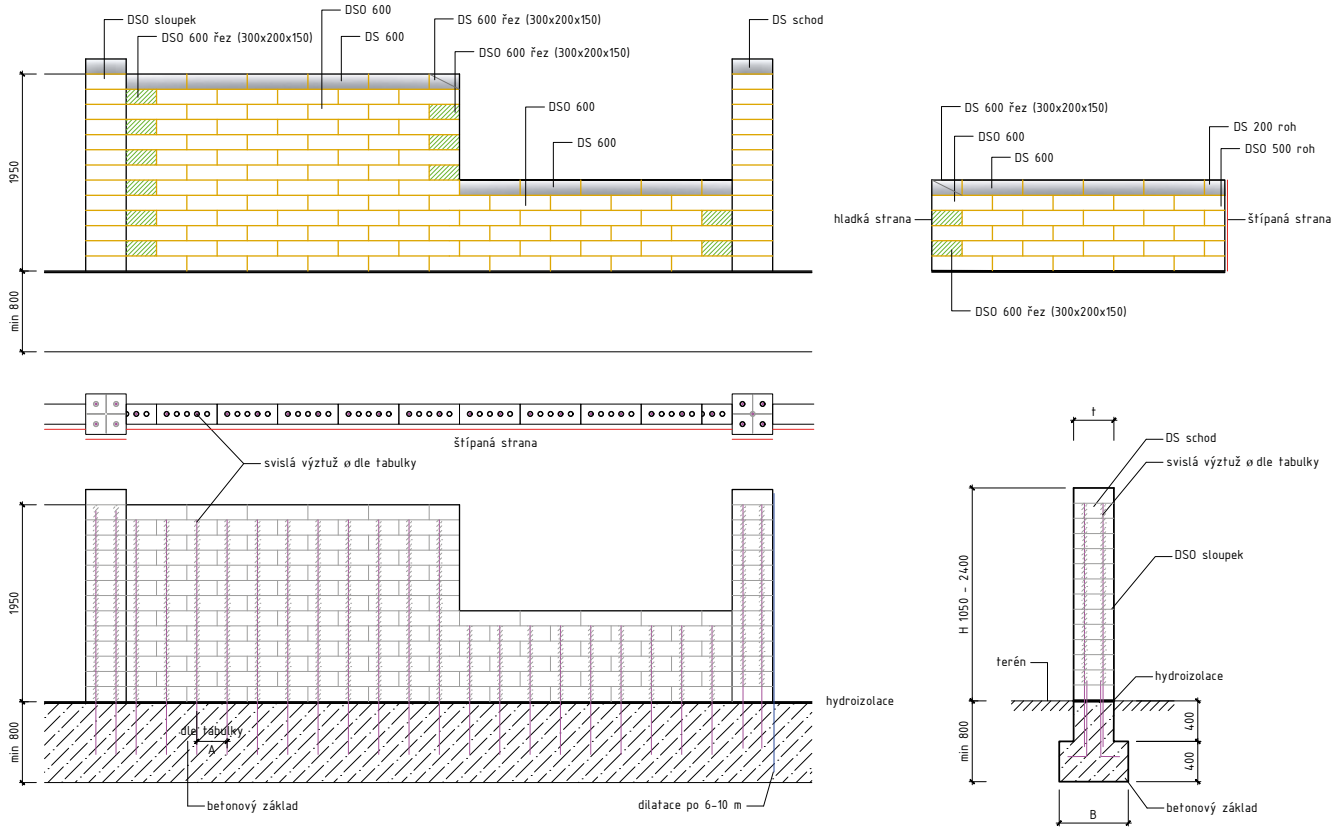 DSO sloupek
DSO 600 řez (300x200x150)
DSO 600
DS 600
DS 600 řez (300x200x150)
DSO 600 řez (300x200x150)
DS schod
DSO 600
DS 600
1950
min 800
DS 600 řez (300x200x150)
DSO 600
DS 600
DS 200 roh
DSO 500 roh
hladká strana
štípaná strana
DSO 600 řez (300x200x150)
štípaná strana
svislá výztuž ø dle tabulky
1950
min 800
dle tabulky
A
hydroizolace
betonový základ
dilatace po 6-10 m
t
DS schod
svislá výztuž ø dle tabulky
DSO sloupek
H 1050 - 2400
terén
hydroizolace
min 800
400
400
betonový základ
B